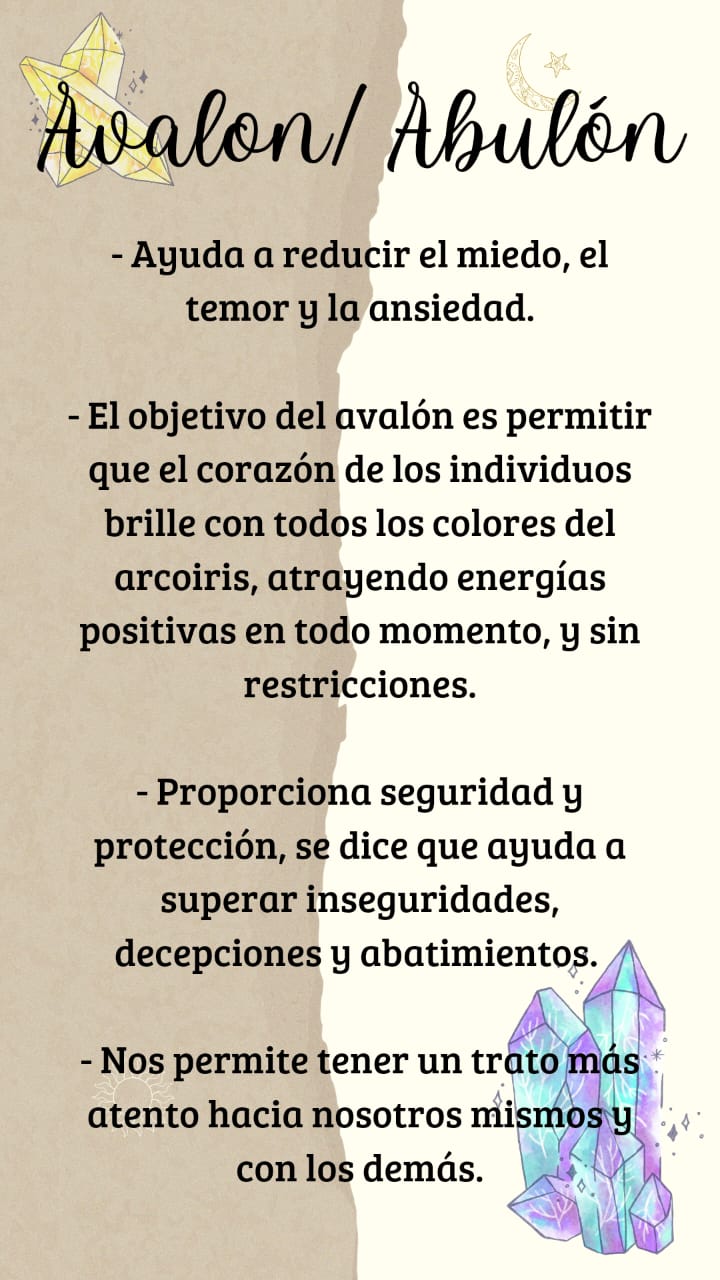 Avalon/ Abulón
- Ayuda a reducir el miedo, el
temor y la ansiedad.
- El objetivo del avalón es permitir
que el corazón de los individuos
brille con todos los colores del
arcoiris, atrayendo energías
positivas en todo momento, y sin
restricciones.
- Proporciona seguridad y
protección, se dice que ayuda a
superar inseguridades,
decepciones y abatimientos.
- Nos permite tener un trato más
atento hacia nosotros mismos y
con los demás.